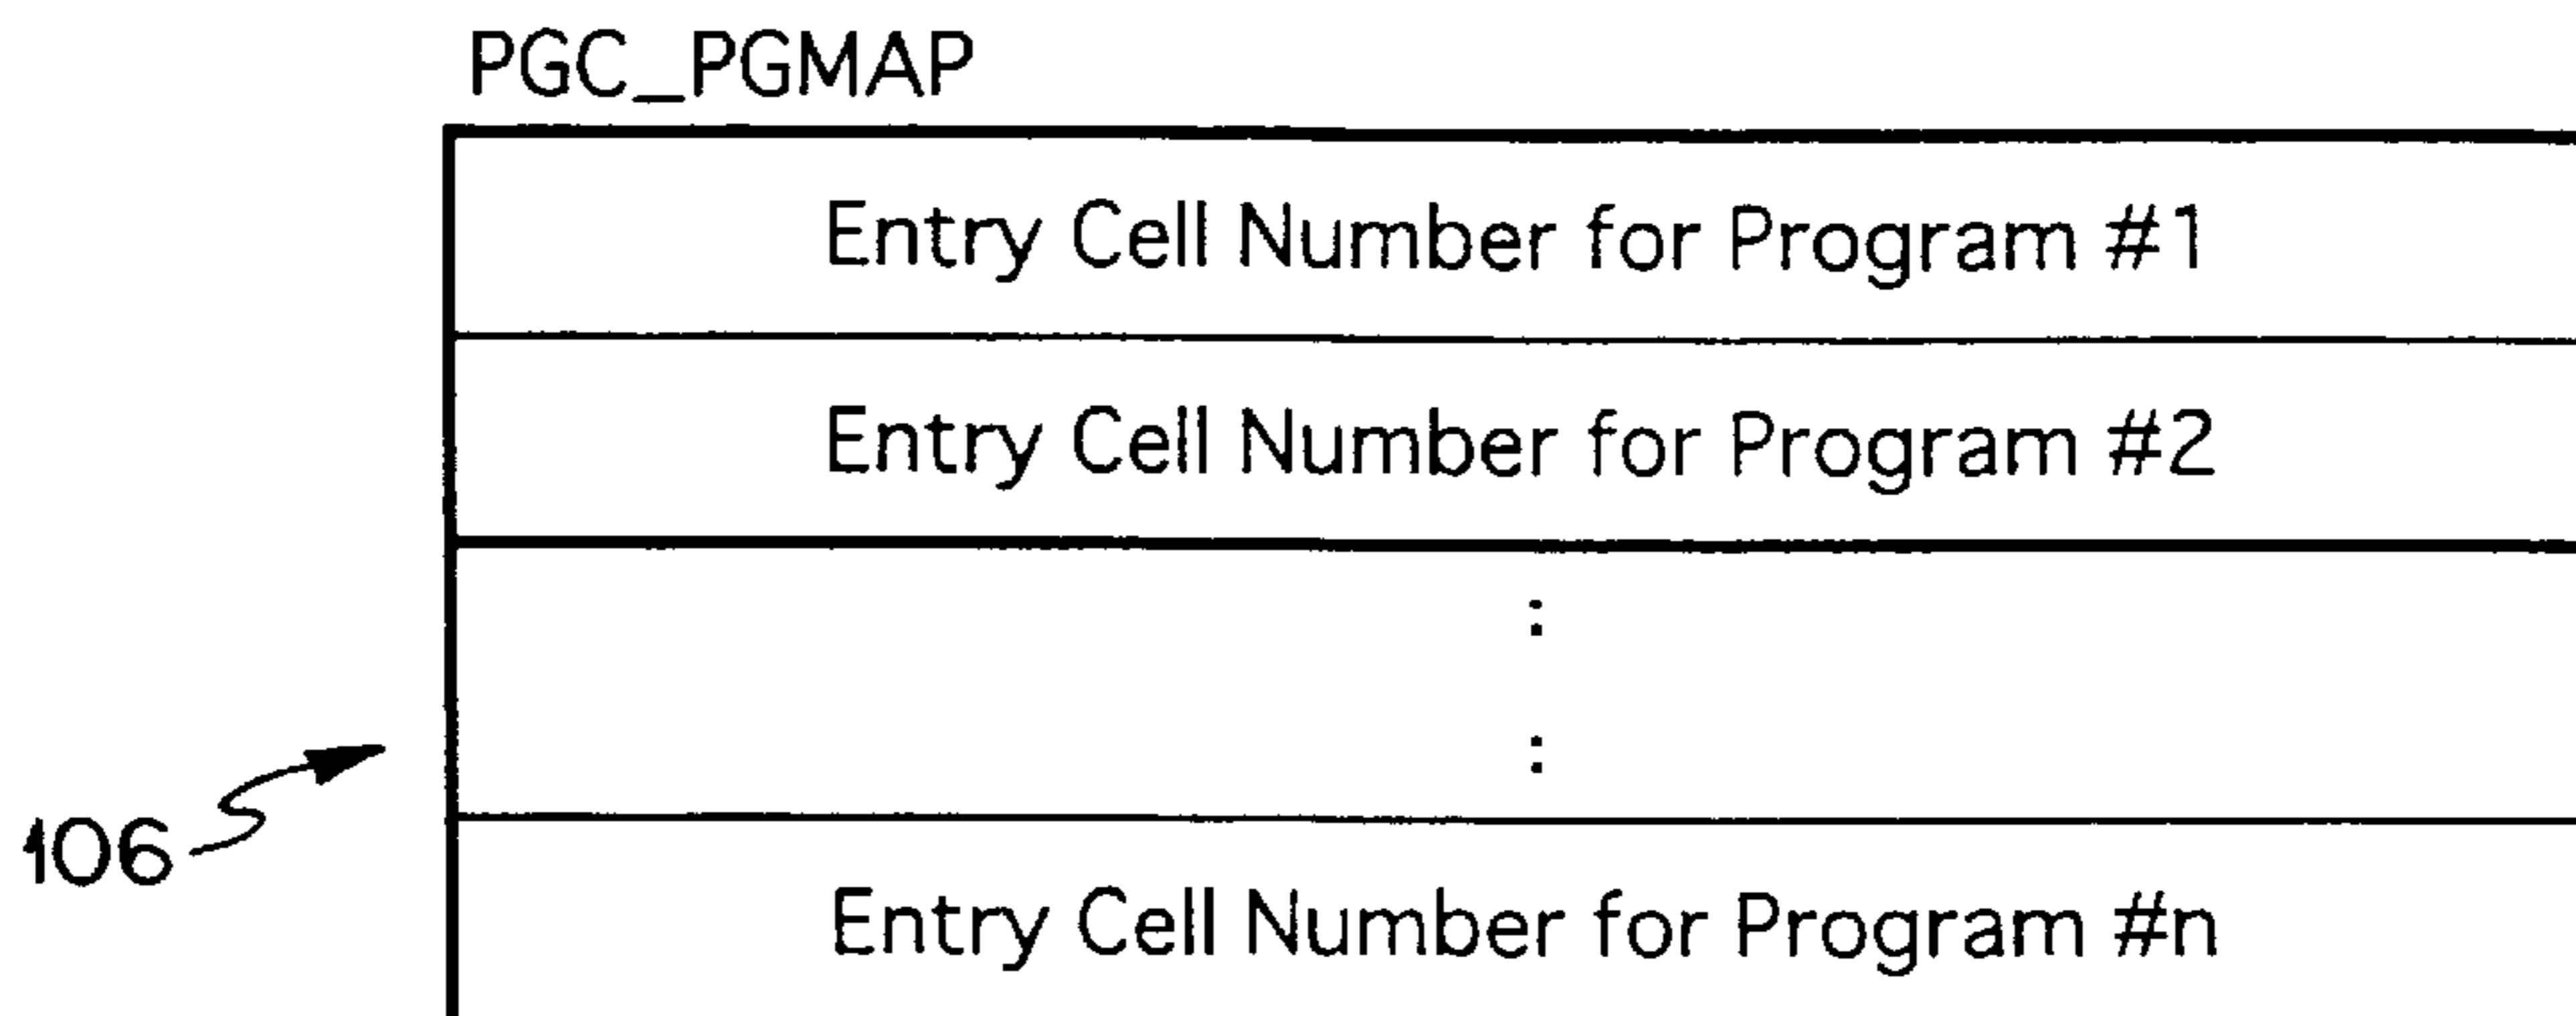 PGC_PGMAP
Entry Cell Number for Program #1
Entry Cell Number for Program #2
:
:
106
Entry Cell Number for Program #n